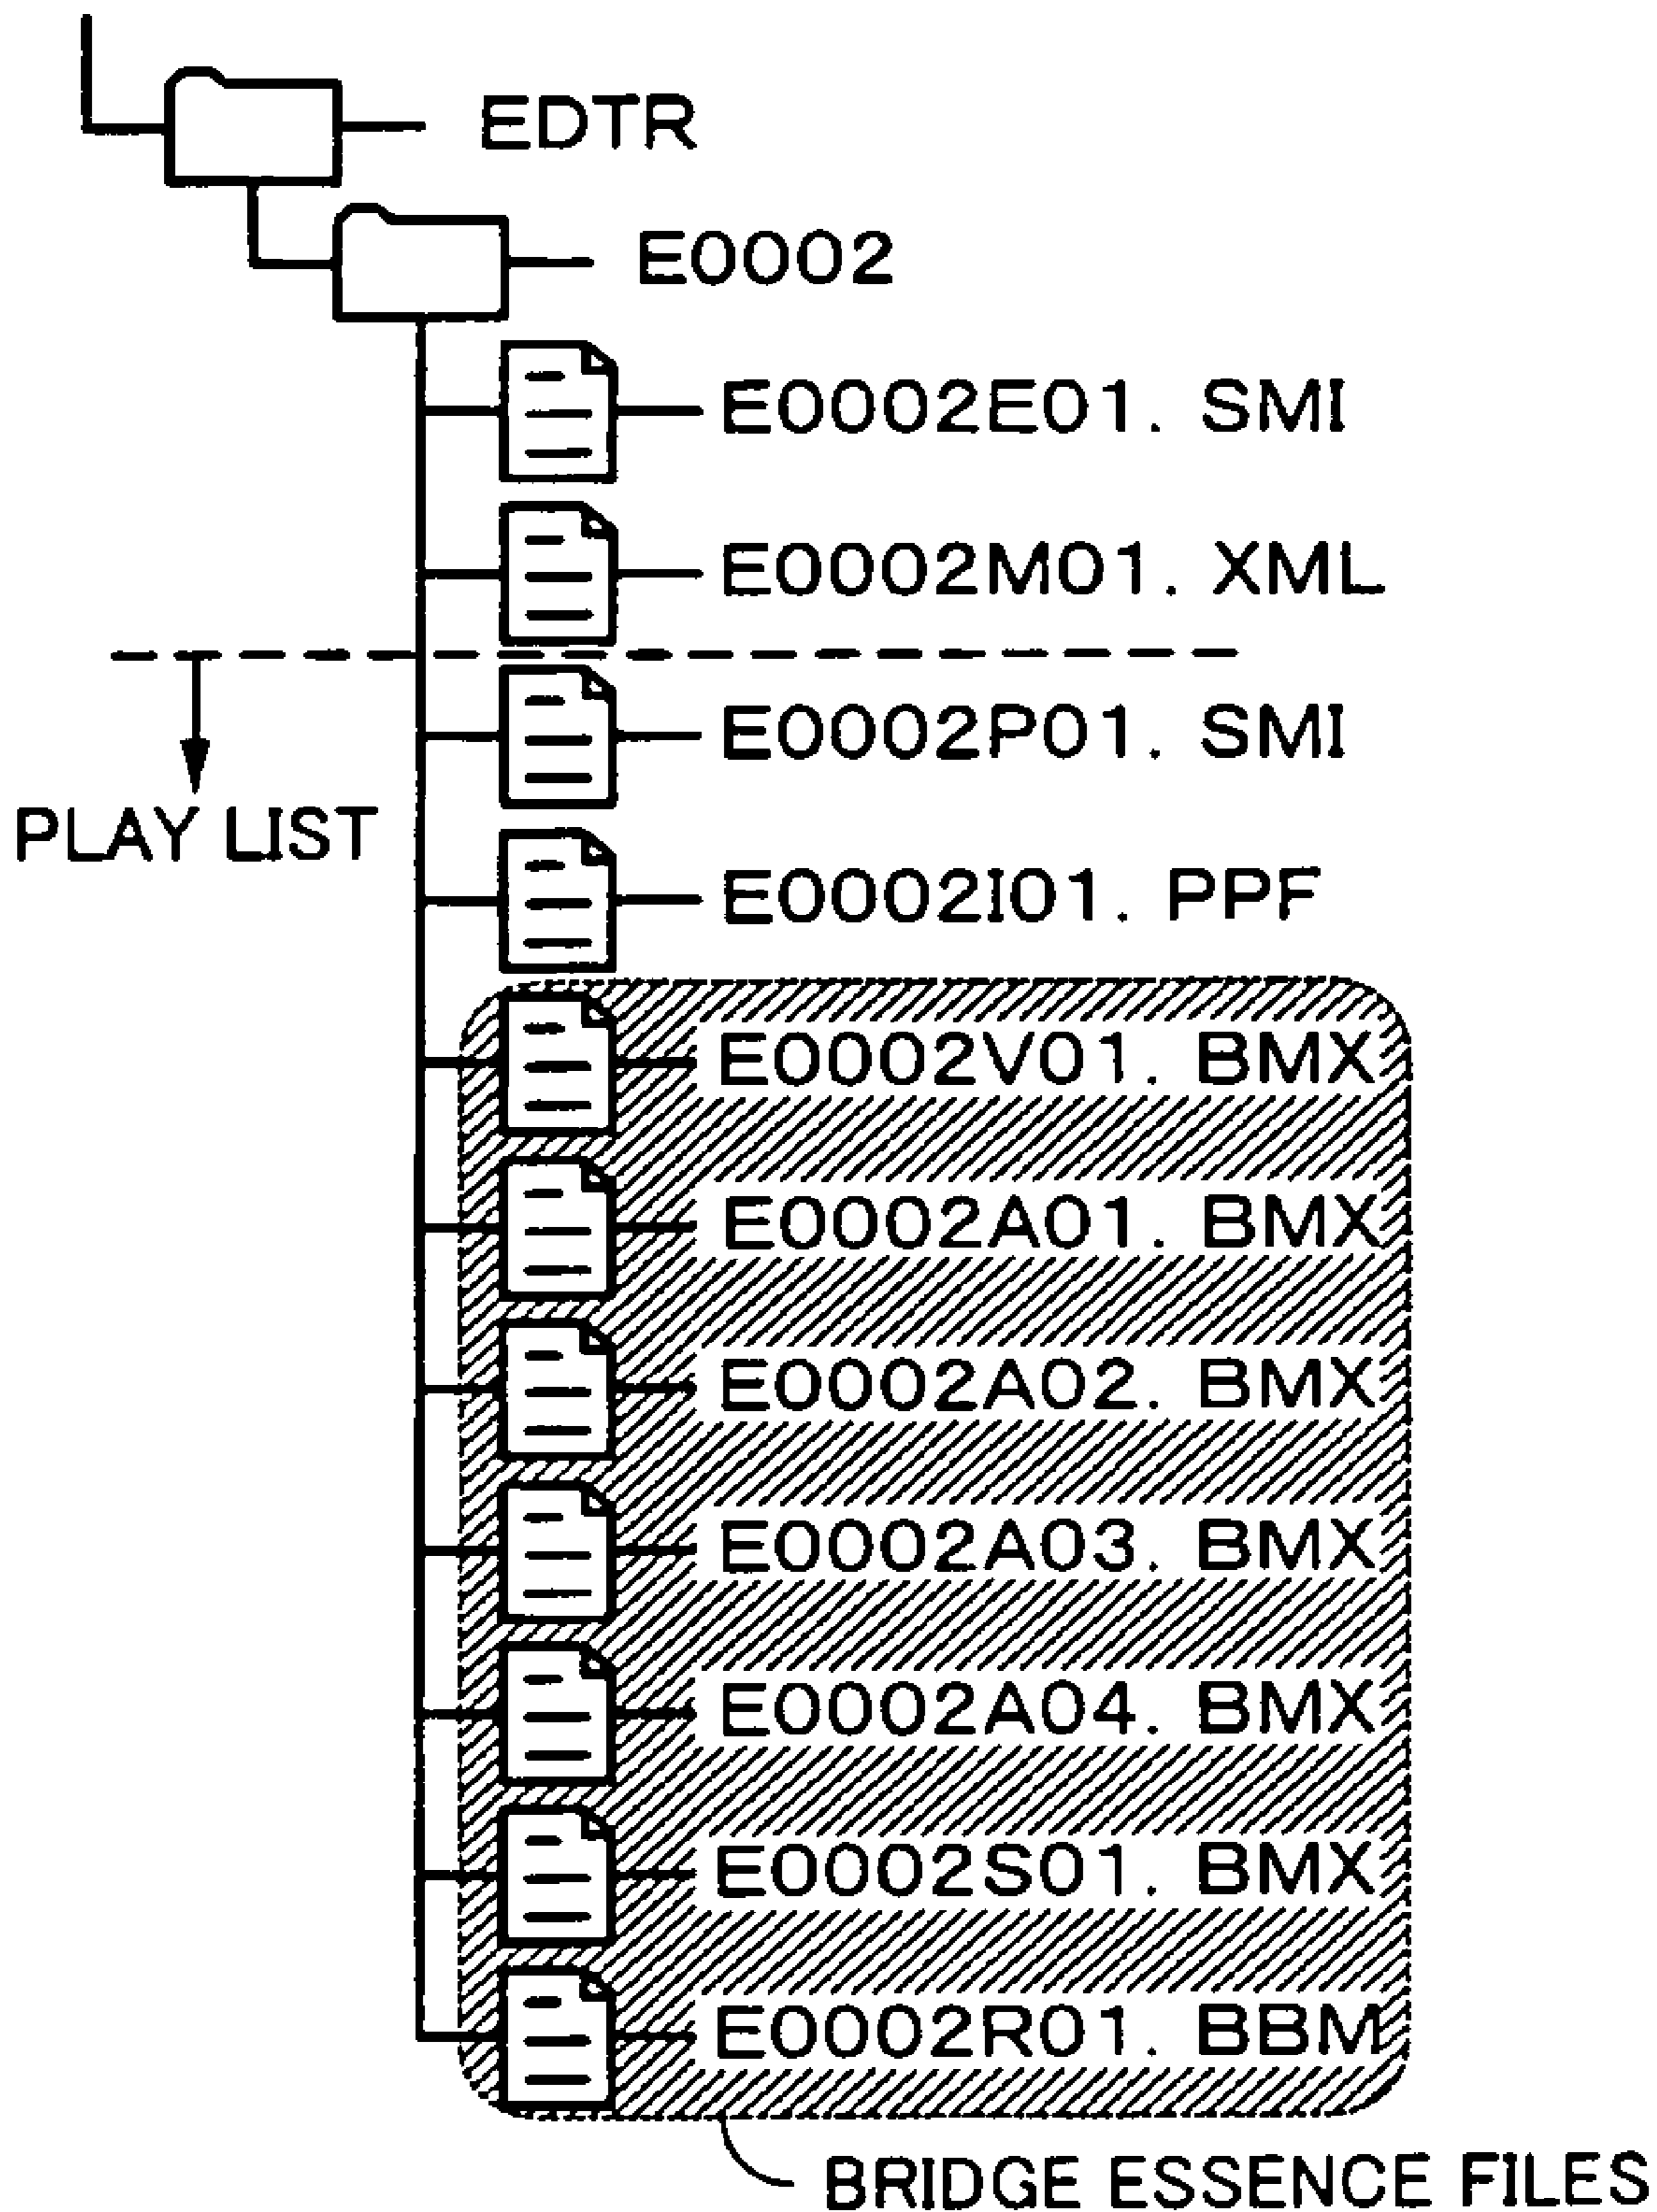 EDTR
E0002
E0002E01. SMI
E0002M01. XML
E0002P01. SMI
PLAY LIST
E0002I01. PPF
E0002V01. BMX
E0002A01. BMX
E0002A02. BMX
E0002A03. BMX
E0002A04. BMX
E0002S01. BMX
E0002R01. BBM
BRIDGE ESSENCE FILES